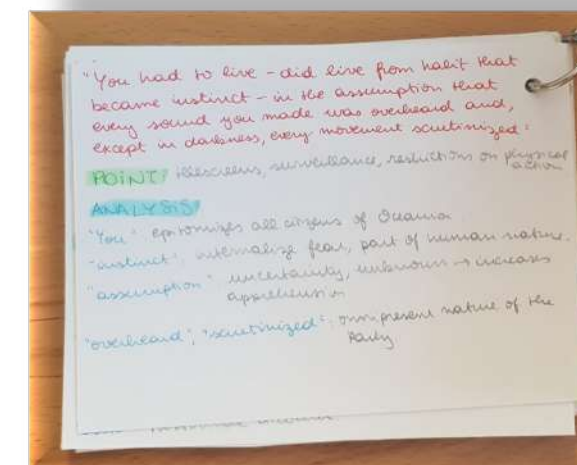 "You had to live - did live from habit that
became instinct - in the assumption that
every sound you made was overheard and,
except in darkness, every movement scutinized."
POINT: telescreens, surveillance, restrictions on physical
action
ANALYSIS:
"You": epitomizes all citizens of Oceania
"instinct": internalize fear, part of human nature.
"assumption" uncertainty, unknown → increases
apprehension
"overheard", "scutinized": omnipresent nature of the
Party